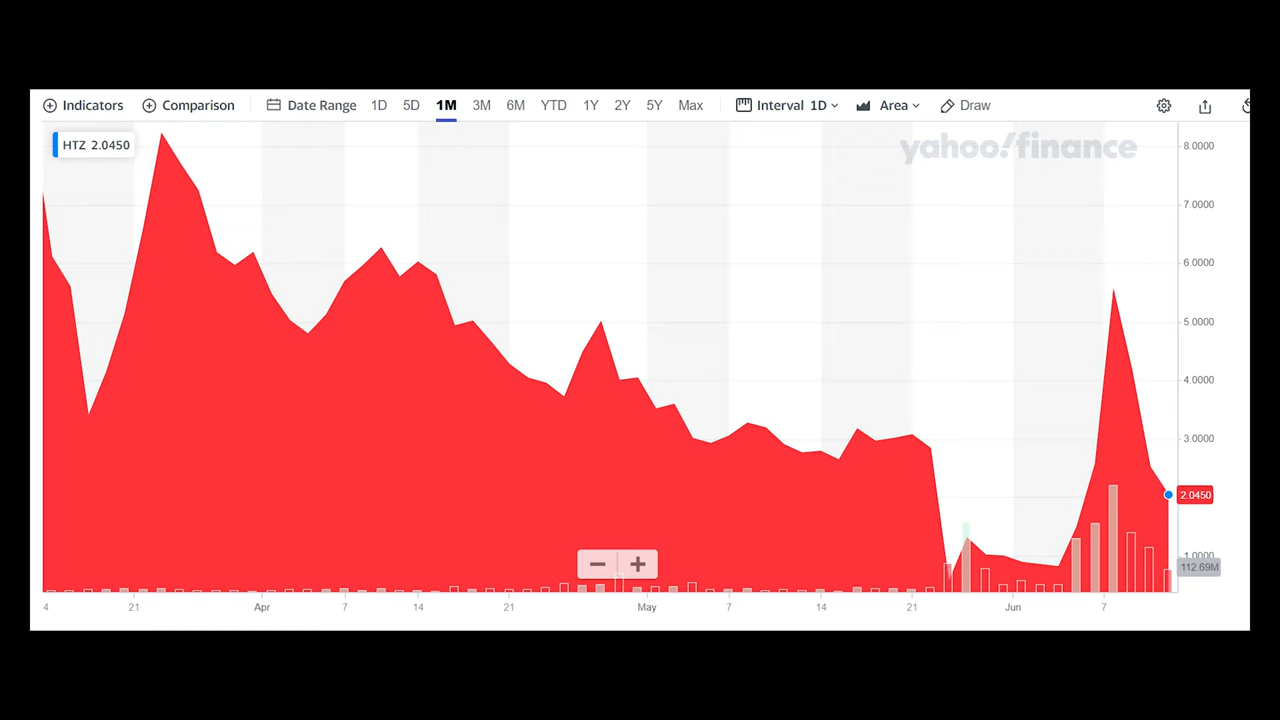 Indicators Comparison Date Range 1D 5D 1M 3M 6M YTD 1Y 2Y 5Y Max Interval 1D Area Draw
HTZ 2.0450
yahoo!finance
8.0000
7.0000
6.0000
5.0000
4.0000
3.0000
2.0450
1.0000
112.69M
4 21 Apr 7 14 21 May 7 14 21 Jun 7